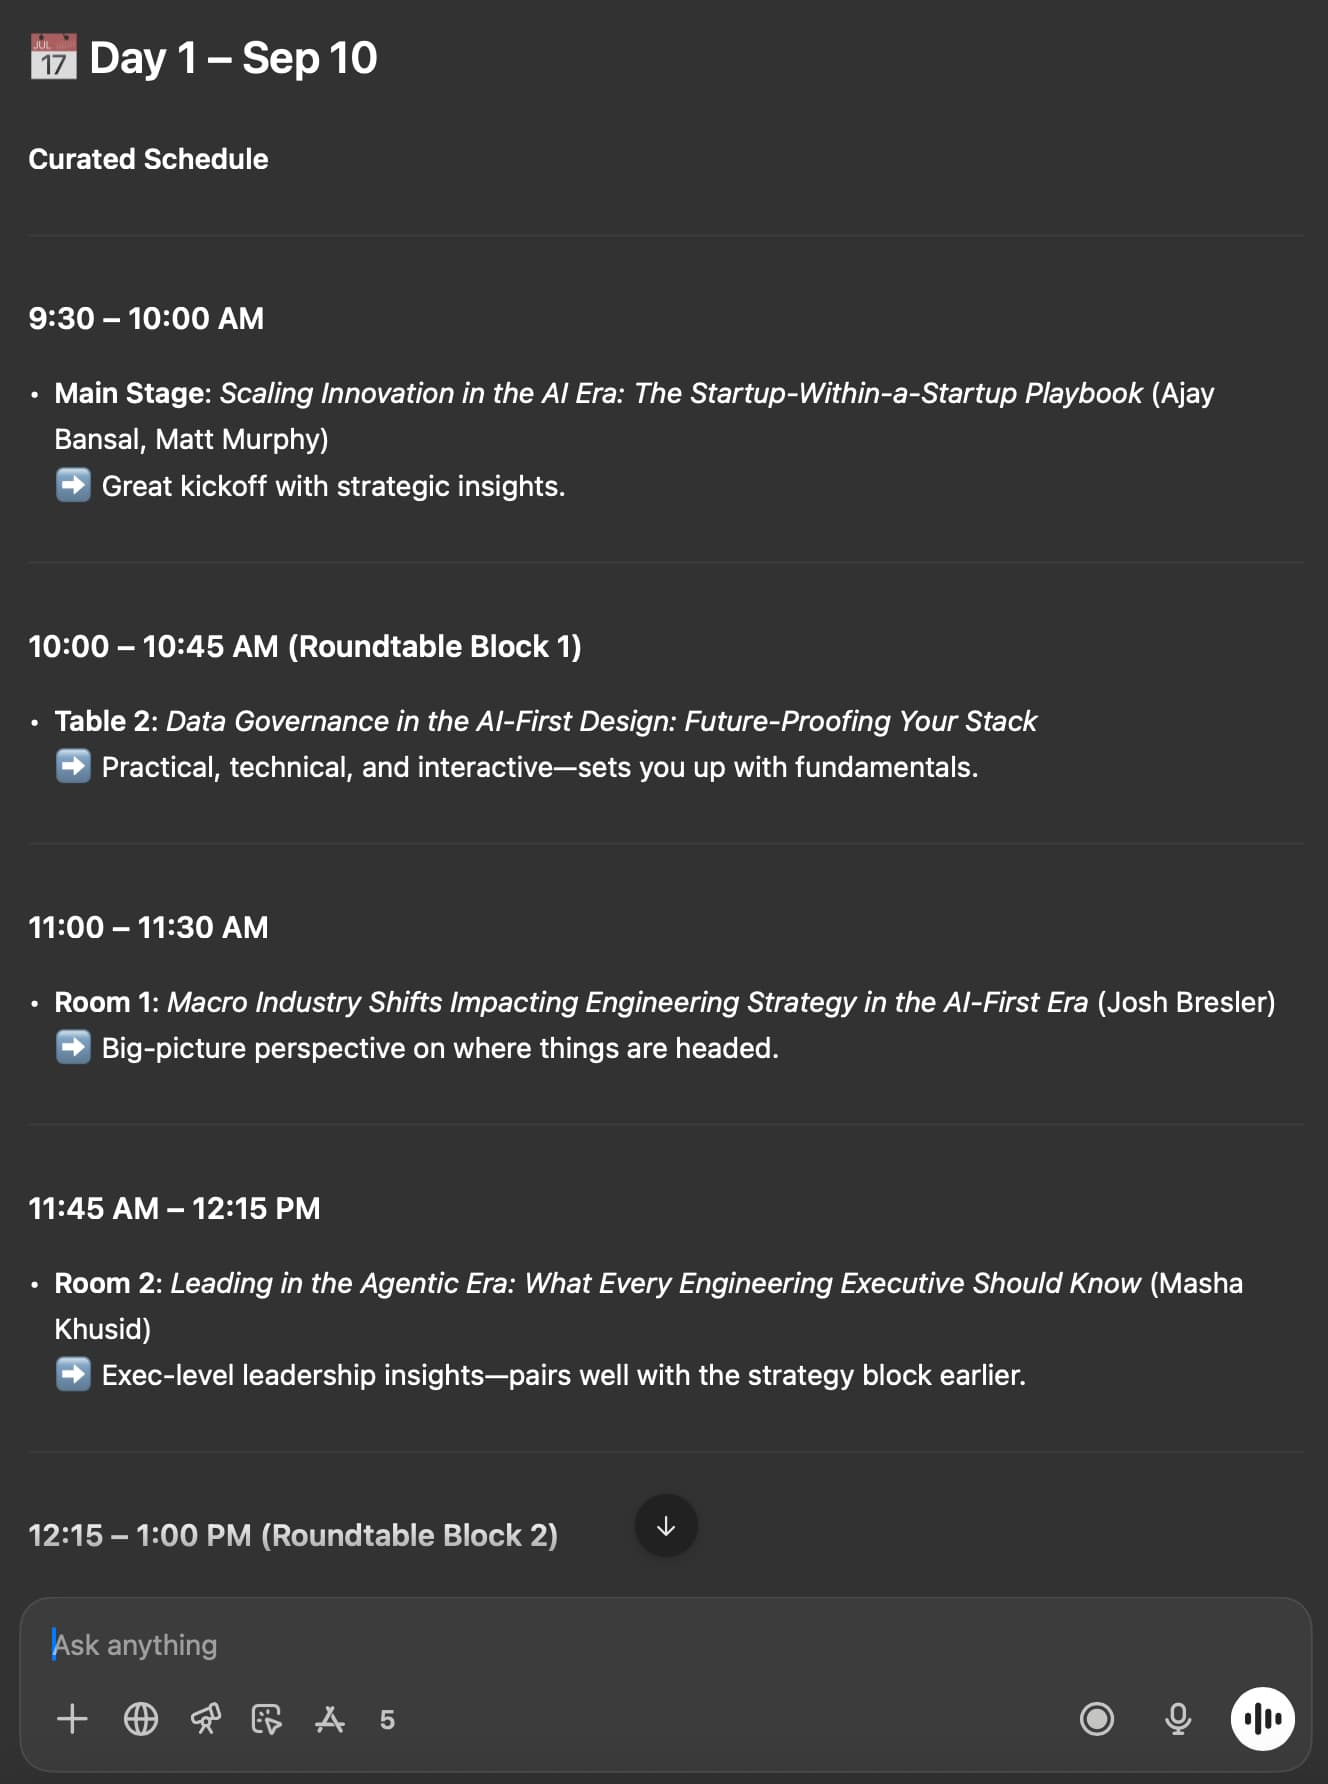 JUL
17
Day 1 – Sep 10
Curated Schedule
9:30 – 10:00 AM
• Main Stage: Scaling Innovation in the AI Era: The Startup-Within-a-Startup Playbook (Ajay
Bansal, Matt Murphy)
➡️ Great kickoff with strategic insights.
10:00 – 10:45 AM (Roundtable Block 1)
• Table 2: Data Governance in the AI-First Design: Future-Proofing Your Stack
➡️ Practical, technical, and interactive—sets you up with fundamentals.
11:00 – 11:30 AM
• Room 1: Macro Industry Shifts Impacting Engineering Strategy in the AI-First Era (Josh Bresler)
➡️ Big-picture perspective on where things are headed.
11:45 AM – 12:15 PM
• Room 2: Leading in the Agentic Era: What Every Engineering Executive Should Know (Masha
Khusid)
➡️ Exec-level leadership insights—pairs well with the strategy block earlier.
12:15 – 1:00 PM (Roundtable Block 2)
Ask anything
5